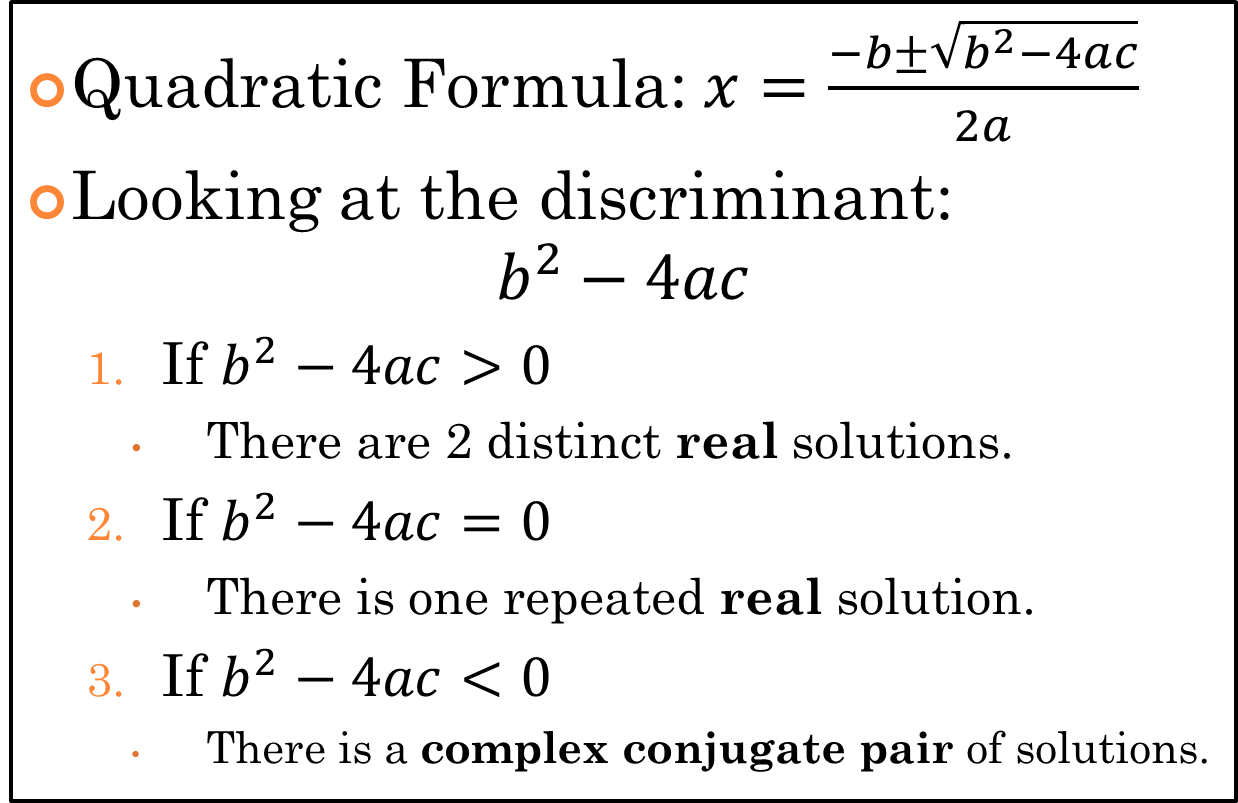 Quadratic Formula: x = \frac{-b±\sqrt{b²-4ac}}{2a}
Looking at the discriminant:
b² − 4ac
1. If b² − 4ac > 0
• There are 2 distinct real solutions.
2. If b² − 4ac = 0
• There is one repeated real solution.
3. If b² − 4ac < 0
• There is a complex conjugate pair of solutions.